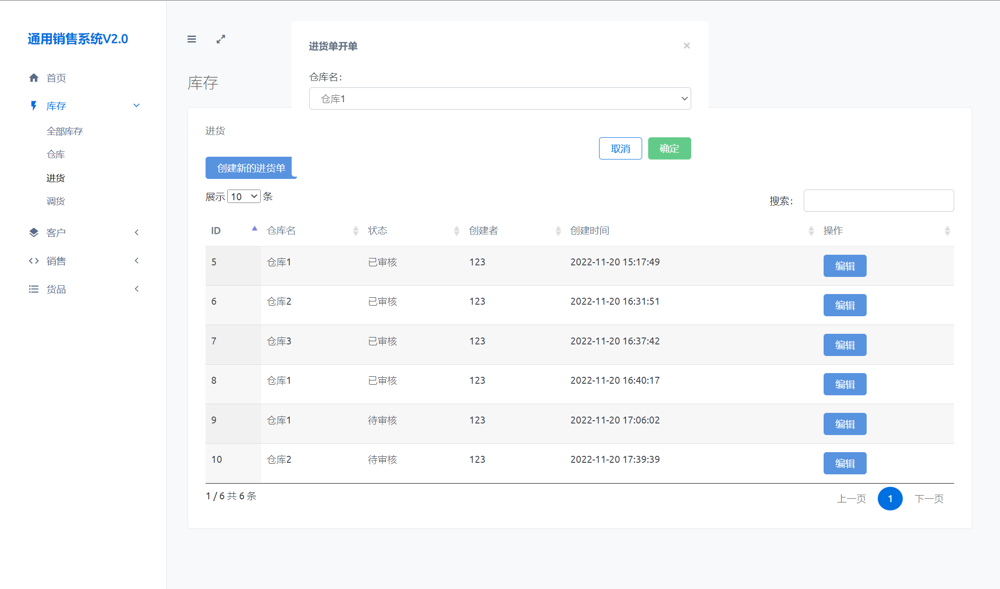 通用销售系统V2.0
首页
库存
全部库存
仓库
进货
调货
客户
销售
货品
进货单开单
×
仓库名：
仓库1
取消 确定
库存
进货
创建新的进货单
展示 10 条
搜索：
ID 仓库名 状态 创建者 创建时间 操作
5 仓库1 已审核 123 2022-11-20 15:17:49 编辑
6 仓库2 已审核 123 2022-11-20 16:31:51 编辑
7 仓库3 已审核 123 2022-11-20 16:37:42 编辑
8 仓库1 已审核 123 2022-11-20 16:40:17 编辑
9 仓库1 待审核 123 2022-11-20 17:06:02 编辑
10 仓库2 待审核 123 2022-11-20 17:39:39 编辑
1 / 6 共 6 条
上一页 1 下一页